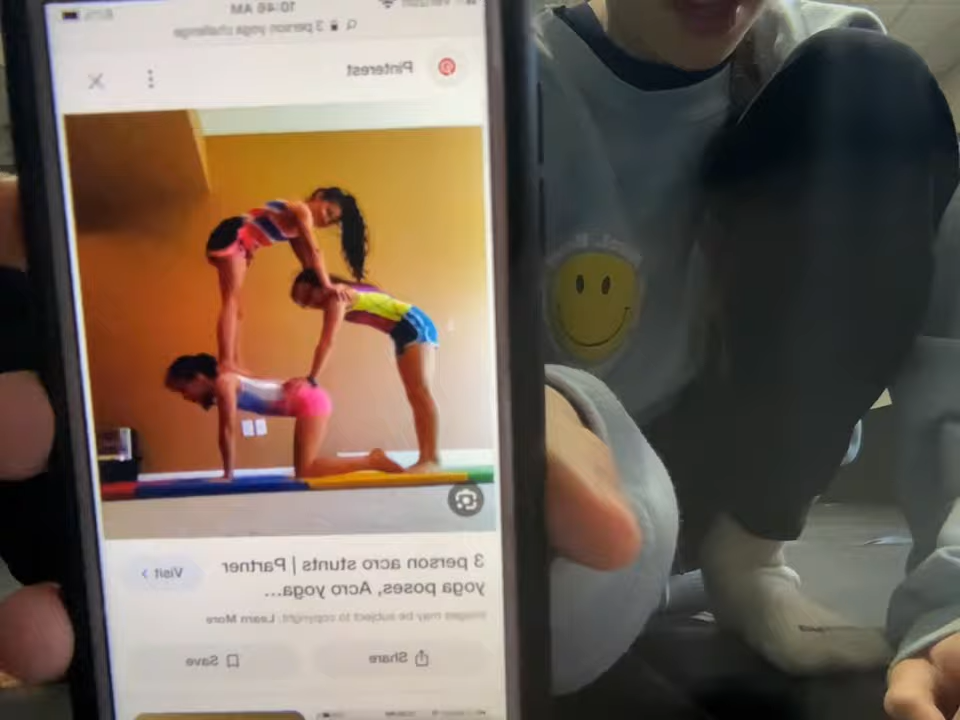 10:46 AM
3 person yoga challenge
Pinterest
3 person acro stunts | Partner
yoga poses, Acro yoga...
Visit >
Images may be subject to copyright. Learn More
Share
Save